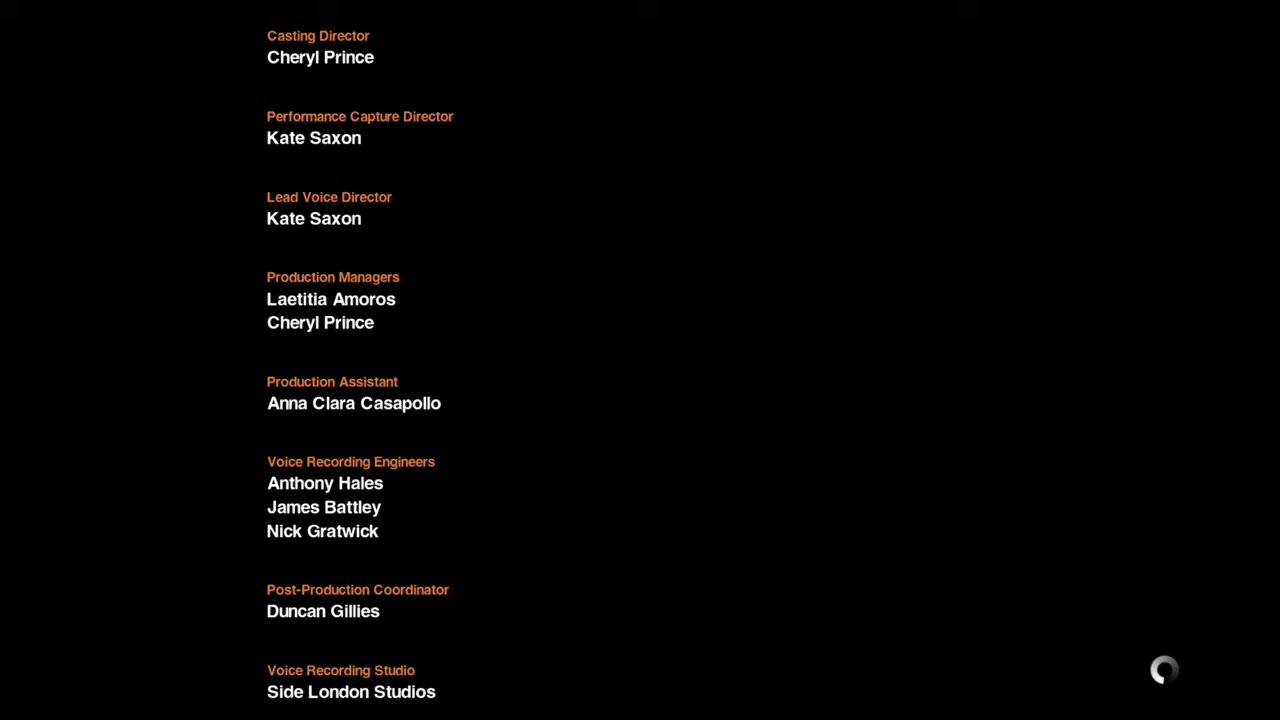 Casting Director
Cheryl Prince
Performance Capture Director
Kate Saxon
Lead Voice Director
Kate Saxon
Production Managers
Laetitia Amoros
Cheryl Prince
Production Assistant
Anna Clara Casapollo
Voice Recording Engineers
Anthony Hales
James Battley
Nick Gratwick
Post-Production Coordinator
Duncan Gillies
Voice Recording Studio
Side London Studios